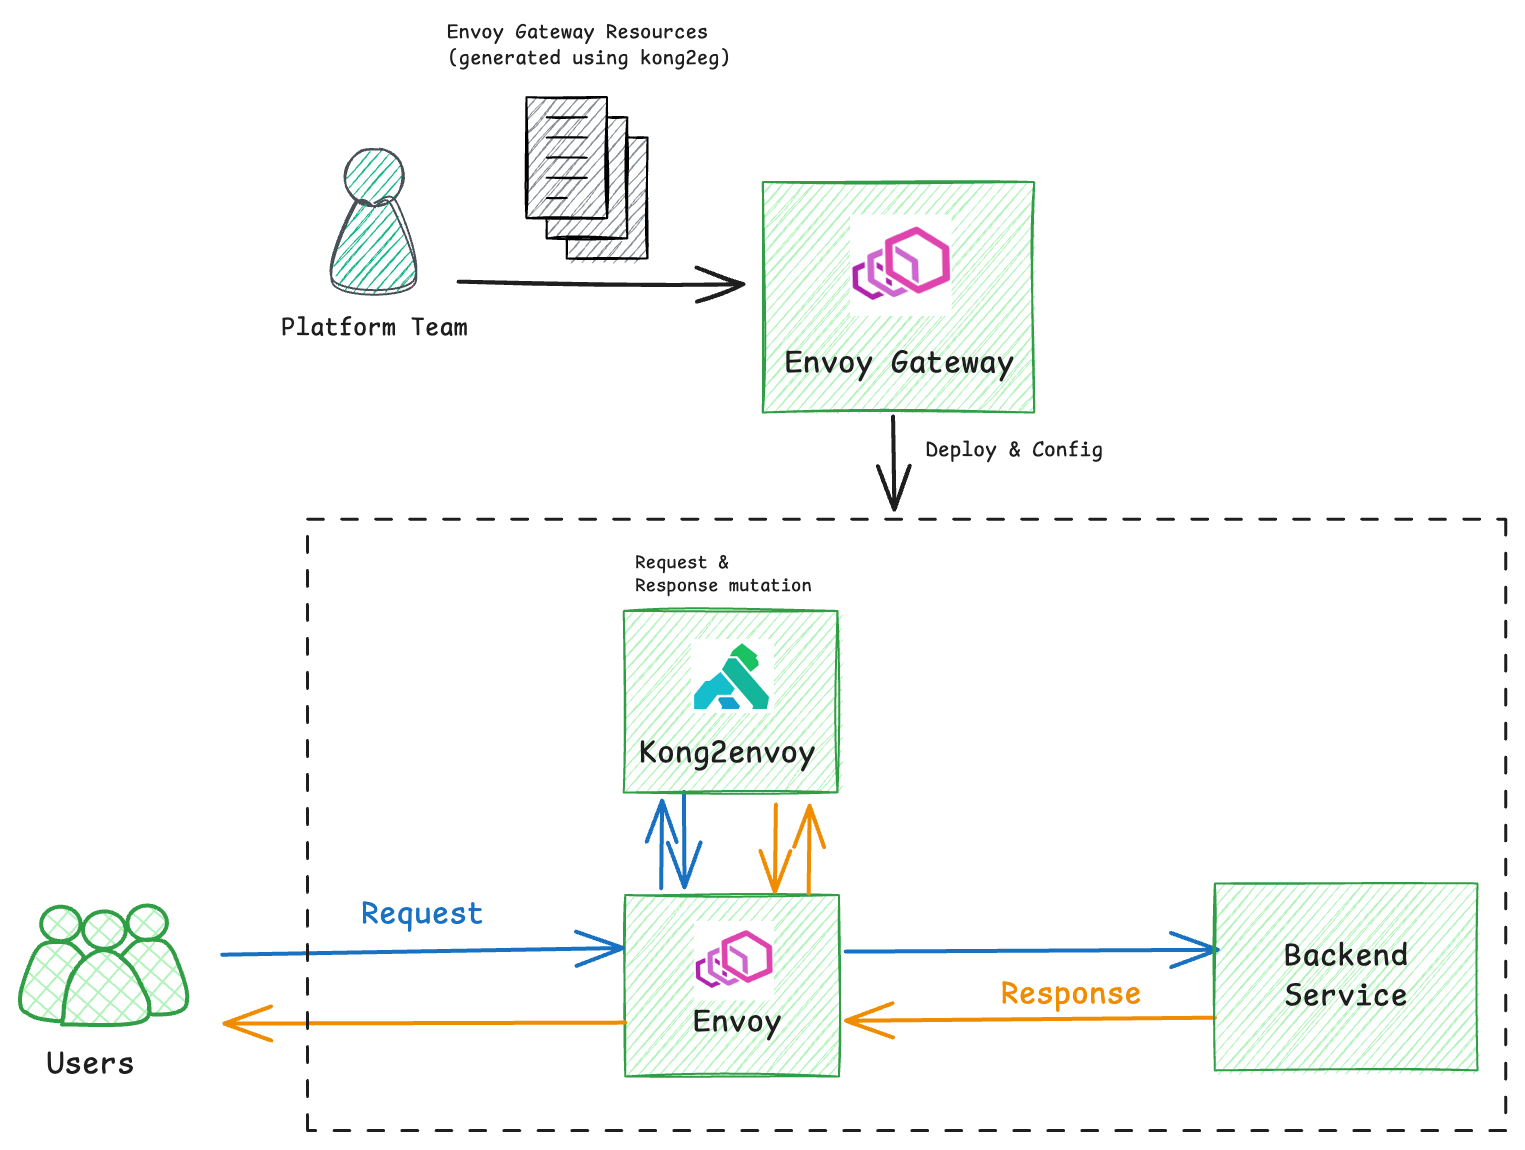 Envoy Gateway Resources
(generated using kong2eg)
Platform Team
Envoy Gateway
Deploy & Config
Request &
Response mutation
Kong2envoy
Request
Response
Backend
Service
Envoy
Users